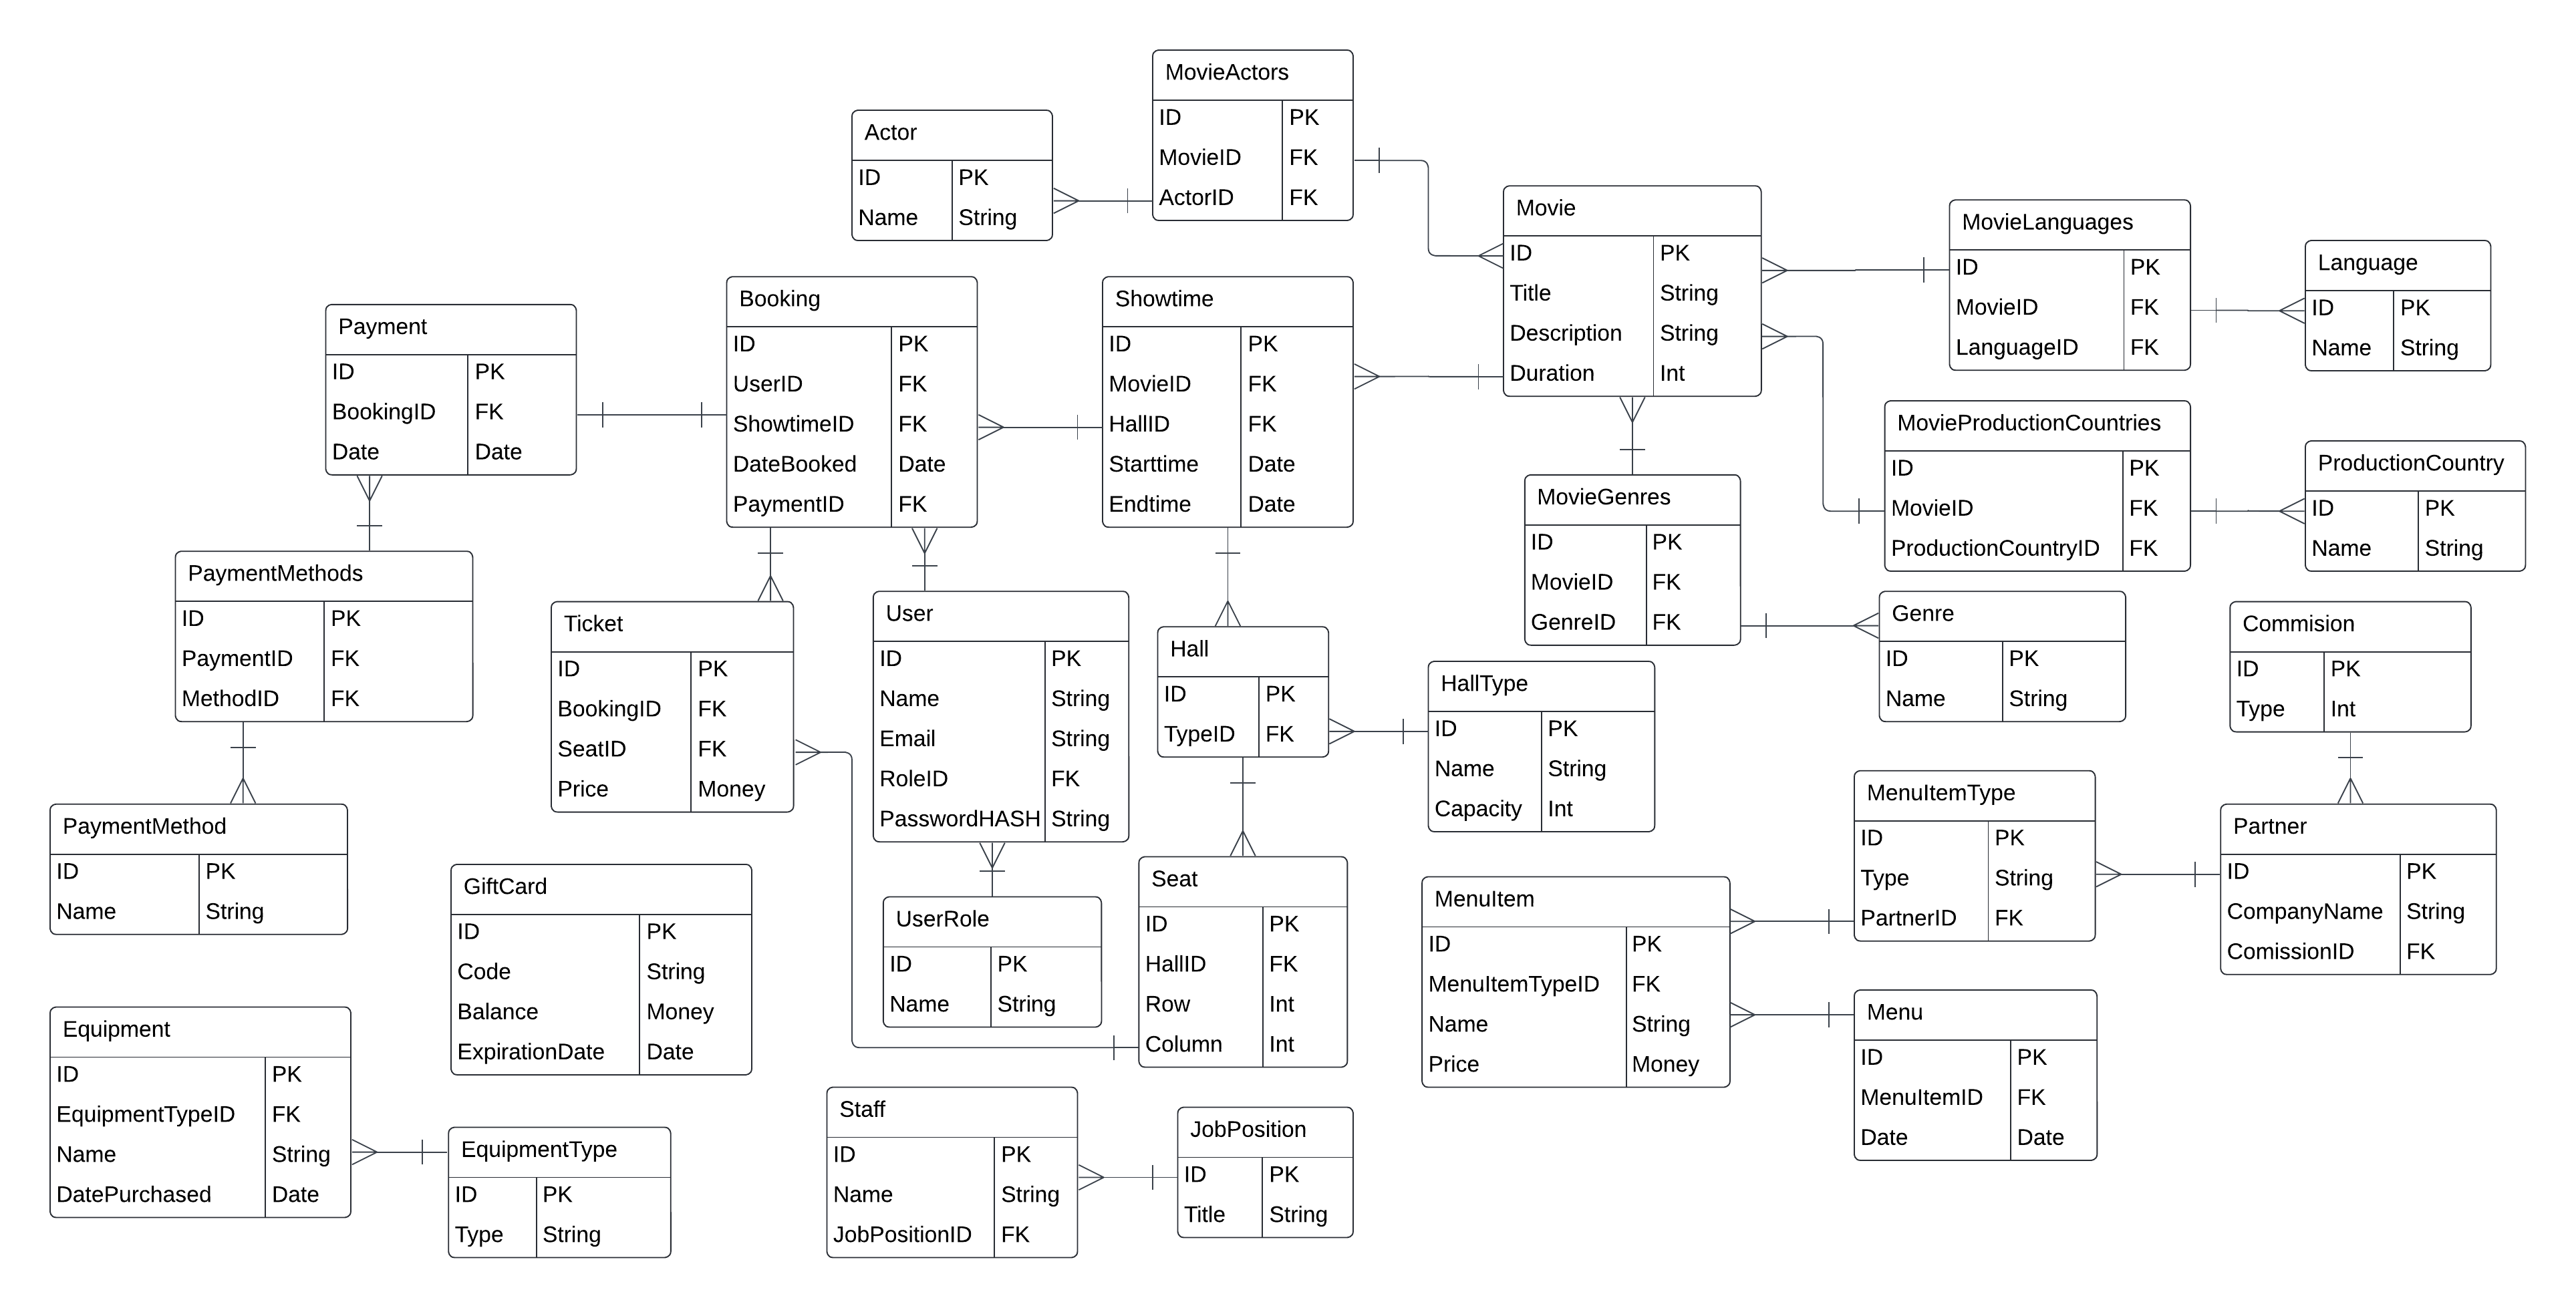 MovieActors
ID PK
MovieID FK
ActorID FK
Actor
ID PK
Name String
Movie
ID PK
Title String
Description String
Duration Int
MovieLanguages
ID PK
MovieID FK
LanguageID FK
Language
ID PK
Name String
Payment
ID PK
BookingID FK
Date Date
Booking
ID PK
UserID FK
ShowtimeID FK
DateBooked Date
PaymentID FK
Showtime
ID PK
MovieID FK
HallID FK
Starttime Date
Endtime Date
MovieProductionCountries
ID PK
MovieID FK
ProductionCountryID FK
ProductionCountry
ID PK
Name String
MovieGenres
ID PK
MovieID FK
GenreID FK
PaymentMethods
ID PK
PaymentID FK
MethodID FK
Ticket
ID PK
BookingID FK
SeatID FK
Price Money
User
ID PK
Name String
Email String
RoleID FK
PasswordHASH String
Hall
ID PK
TypeID FK
HallType
ID PK
Name String
Capacity Int
Genre
ID PK
Name String
Commision
ID PK
Type Int
PaymentMethod
ID PK
Name String
GiftCard
ID PK
Code String
Balance Money
ExpirationDate Date
UserRole
ID PK
Name String
Seat
ID PK
HallID FK
Row Int
Column Int
MenuItem
ID PK
MenuItemTypeID FK
Name String
Price Money
MenuItemType
ID PK
Type String
PartnerID FK
Partner
ID PK
CompanyName String
ComissionID FK
Menu
ID PK
MenuItemID FK
Date Date
Equipment
ID PK
EquipmentTypeID FK
Name String
DatePurchased Date
EquipmentType
ID PK
Type String
Staff
ID PK
Name String
JobPositionID FK
JobPosition
ID PK
Title String